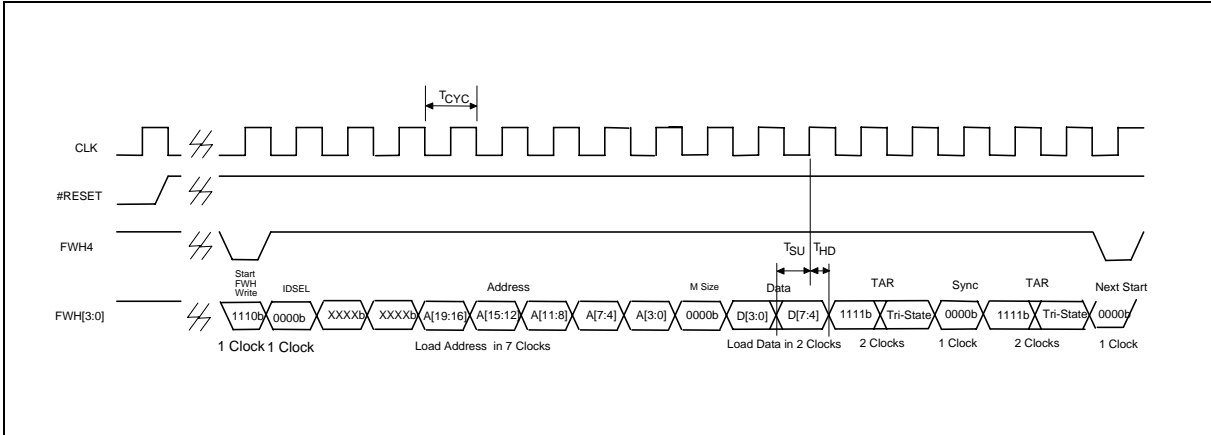 TCYC
CLK
#RESET
FWH4
TSU THD
Start
FWH
Write
IDSEL
Address
M Size
Data
TAR
Sync
TAR
Next Start
FWH[3:0]
1110b 0000b XXXXb XXXXb A[19:16] A[15:12] A[11:8] A[7:4] A[3:0] 0000b D[3:0] D[7:4] 1111b Tri-State 0000b 1111b Tri-State 0000b
1 Clock 1 Clock Load Address in 7 Clocks Load Data in 2 Clocks 2 Clocks 1 Clock 2 Clocks 1 Clock